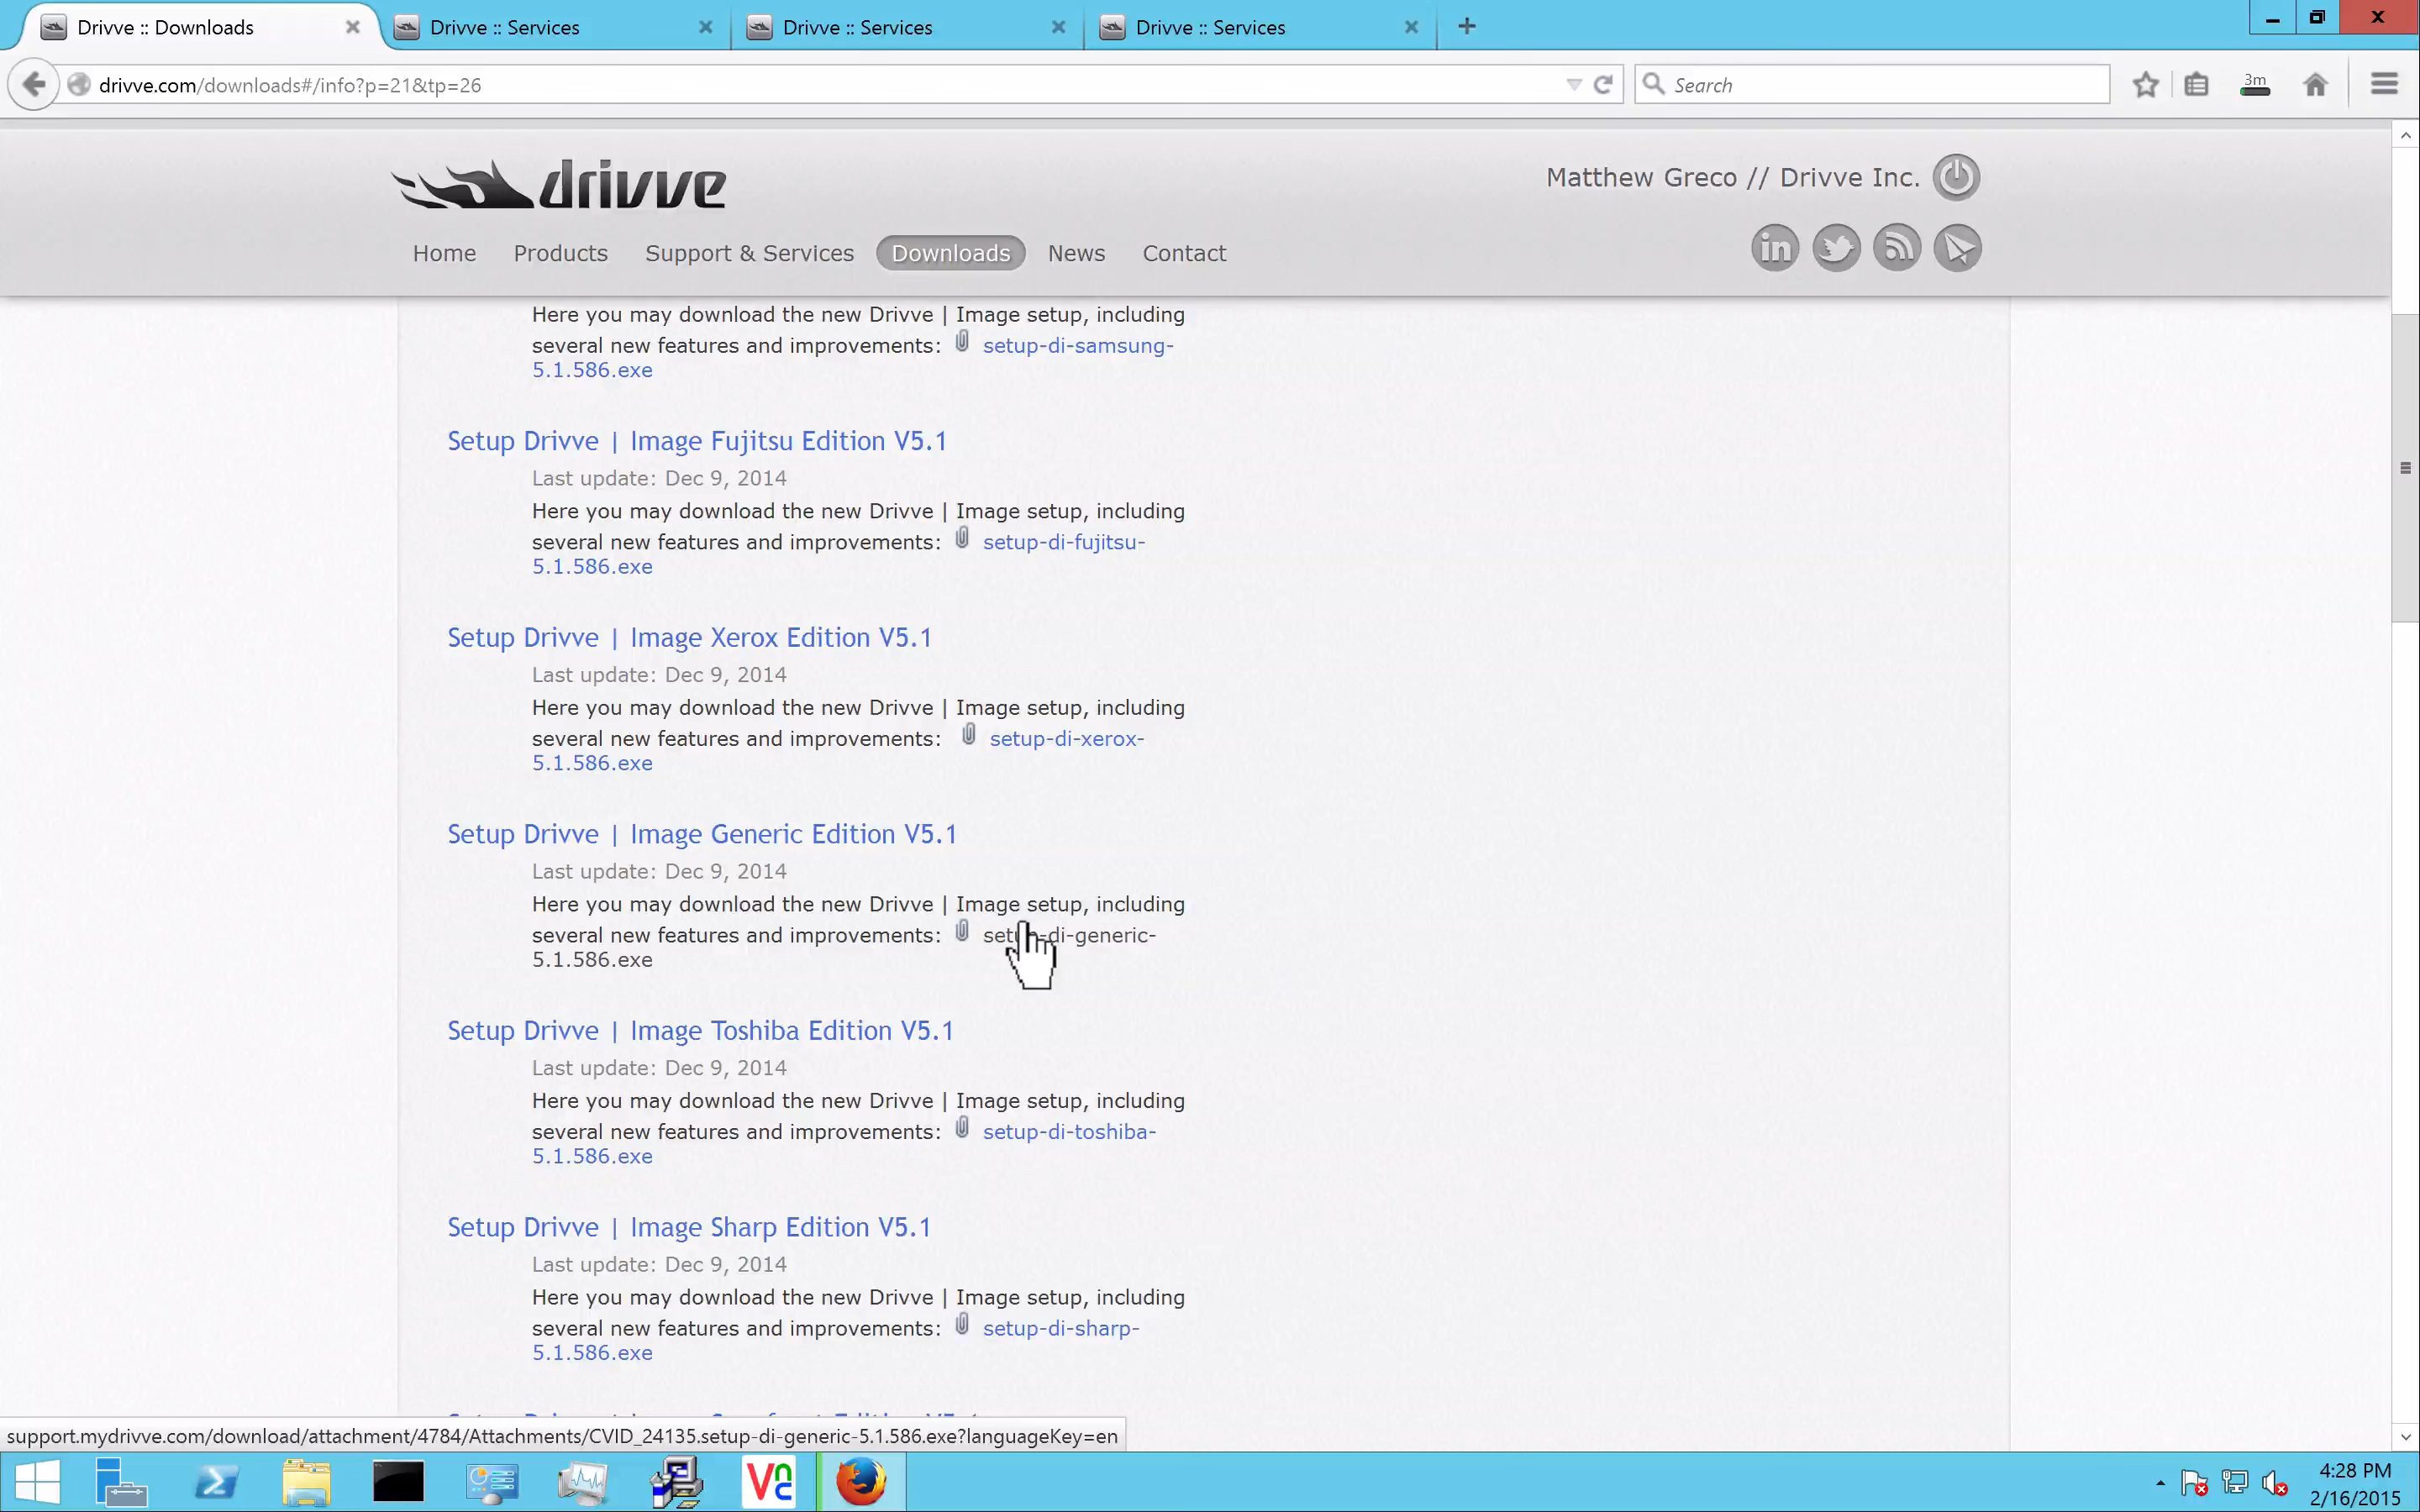 Drivve :: Downloads
Drivve :: Services
Drivve :: Services
Drivve :: Services
drivve.com/downloads#/info?p=21&tp=26
Search
3m
drivve
Matthew Greco // Drivve Inc.
Home Products Support & Services Downloads News Contact
in
Here you may download the new Drivve | Image setup, including
several new features and improvements: setup-di-samsung-
5.1.586.exe
Setup Drivve | Image Fujitsu Edition V5.1
Last update: Dec 9, 2014
Here you may download the new Drivve | Image setup, including
several new features and improvements: setup-di-fujitsu-
5.1.586.exe
Setup Drivve | Image Xerox Edition V5.1
Last update: Dec 9, 2014
Here you may download the new Drivve | Image setup, including
several new features and improvements: setup-di-xerox-
5.1.586.exe
Setup Drivve | Image Generic Edition V5.1
Last update: Dec 9, 2014
Here you may download the new Drivve | Image setup, including
several new features and improvements: setup-di-generic-
5.1.586.exe
Setup Drivve | Image Toshiba Edition V5.1
Last update: Dec 9, 2014
Here you may download the new Drivve | Image setup, including
several new features and improvements: setup-di-toshiba-
5.1.586.exe
Setup Drivve | Image Sharp Edition V5.1
Last update: Dec 9, 2014
Here you may download the new Drivve | Image setup, including
several new features and improvements: setup-di-sharp-
5.1.586.exe
support.mydrivve.com/download/attachment/4784/Attachments/CVID_24135.setup-di-generic-5.1.586.exe?languageKey=en
VNC
4:28 PM
2/16/2015